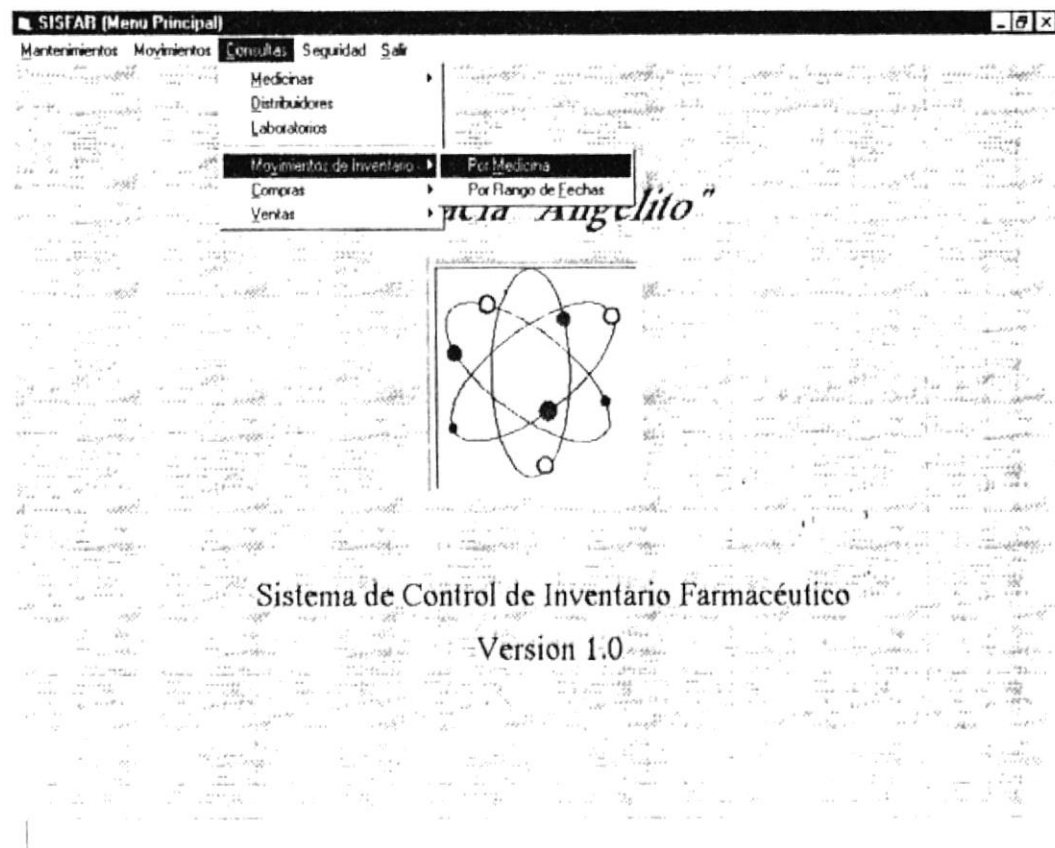 SISFAR (Menu Principal)
Mantenimientos Movimientos Consultas Seguridad Salir
Medicinas
Distribuidores
Laboratorios
Movimientos de Inventario Por Medicina
Compras Por Rango de Fechas
Ventas
acia "Angelito"
Sistema de Control de Inventario Farmacéutico
Version 1.0